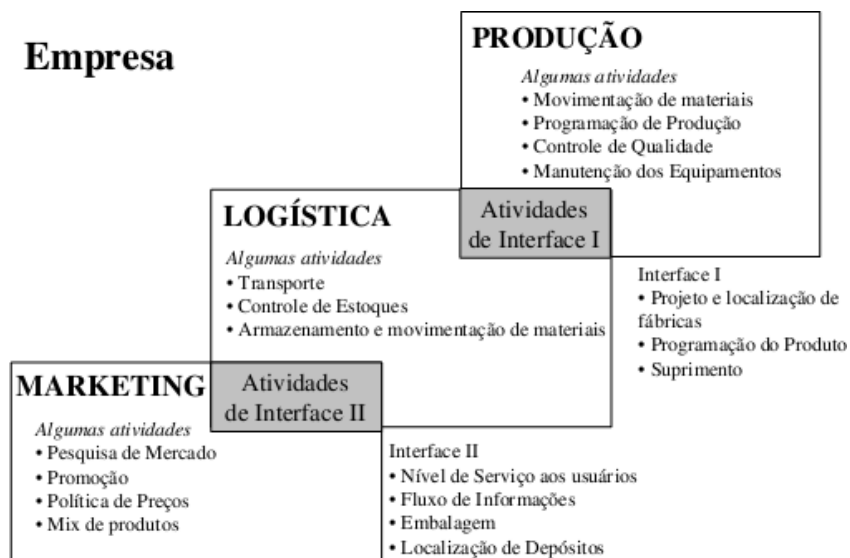 Empresa
PRODUÇÃO
Algumas atividades
• Movimentação de materiais
• Programação de Produção
• Controle de Qualidade
• Manutenção dos Equipamentos
Atividades
de Interface I
LOGÍSTICA
Algumas atividades
• Transporte
• Controle de Estoques
• Armazenamento e movimentação de materiais
Interface I
• Projeto e localização de
fábricas
• Programação do Produto
• Suprimento
MARKETING
Algumas atividades
• Pesquisa de Mercado
• Promoção
• Política de Preços
• Mix de produtos
Atividades
de Interface II
Interface II
• Nível de Serviço aos usuários
• Fluxo de Informações
• Embalagem
• Localização de Depósitos